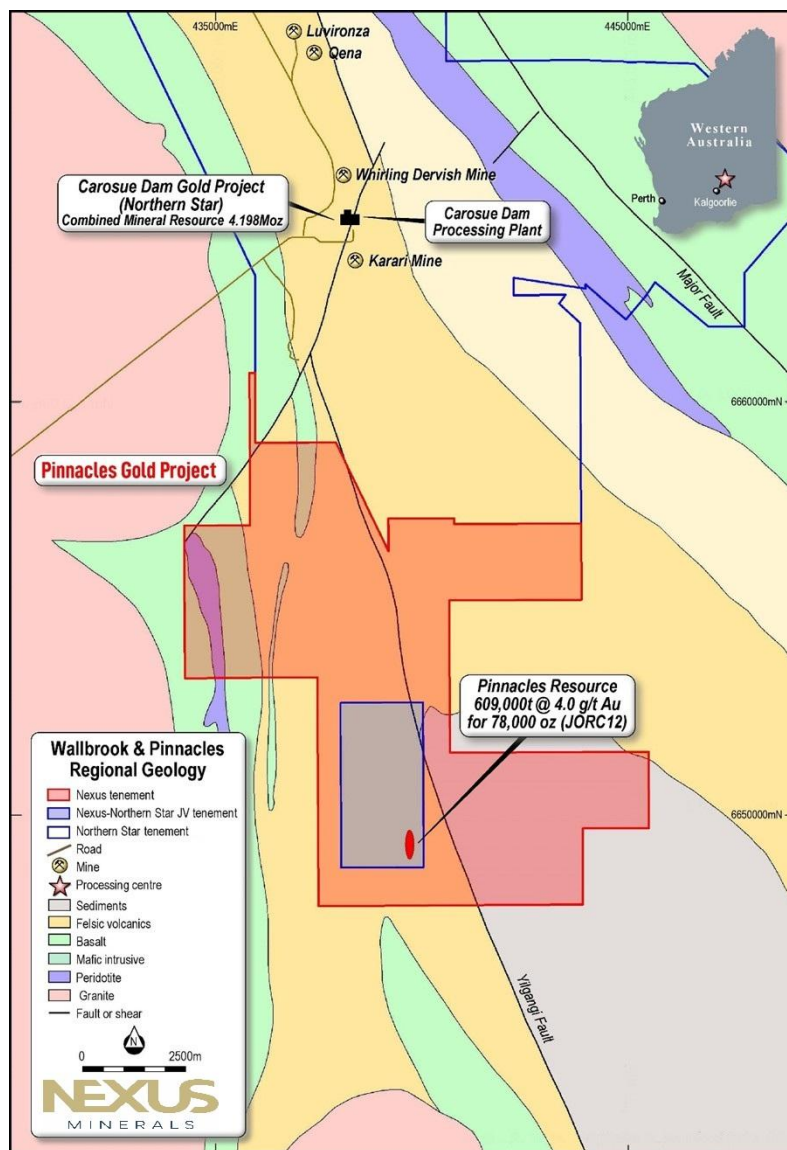 435000mE
445000mE
Luvironza
Qena
Western
Australia
Perth
Kalgoorlie
Whirling Dervish Mine
Carosue Dam Gold Project
(Northern Star)
Combined Mineral Resource 4.198Moz
Carosue Dam
Processing Plant
Karari Mine
Major Fault
6660000mN
Pinnacles Gold Project
Pinnacles Resource
609,000t @ 4.0 g/t Au
for 78,000 oz (JORC12)
6650000mN
Yilgangi Fault
Wallbrook & Pinnacles
Regional Geology
Nexus tenement
Nexus-Northern Star JV tenement
Northern Star tenement
Road
Mine
Processing centre
Sediments
Felsic volcanics
Basalt
Mafic intrusive
Peridotite
Granite
Fault or shear
N
0 2500m
NEXUS
MINERALS